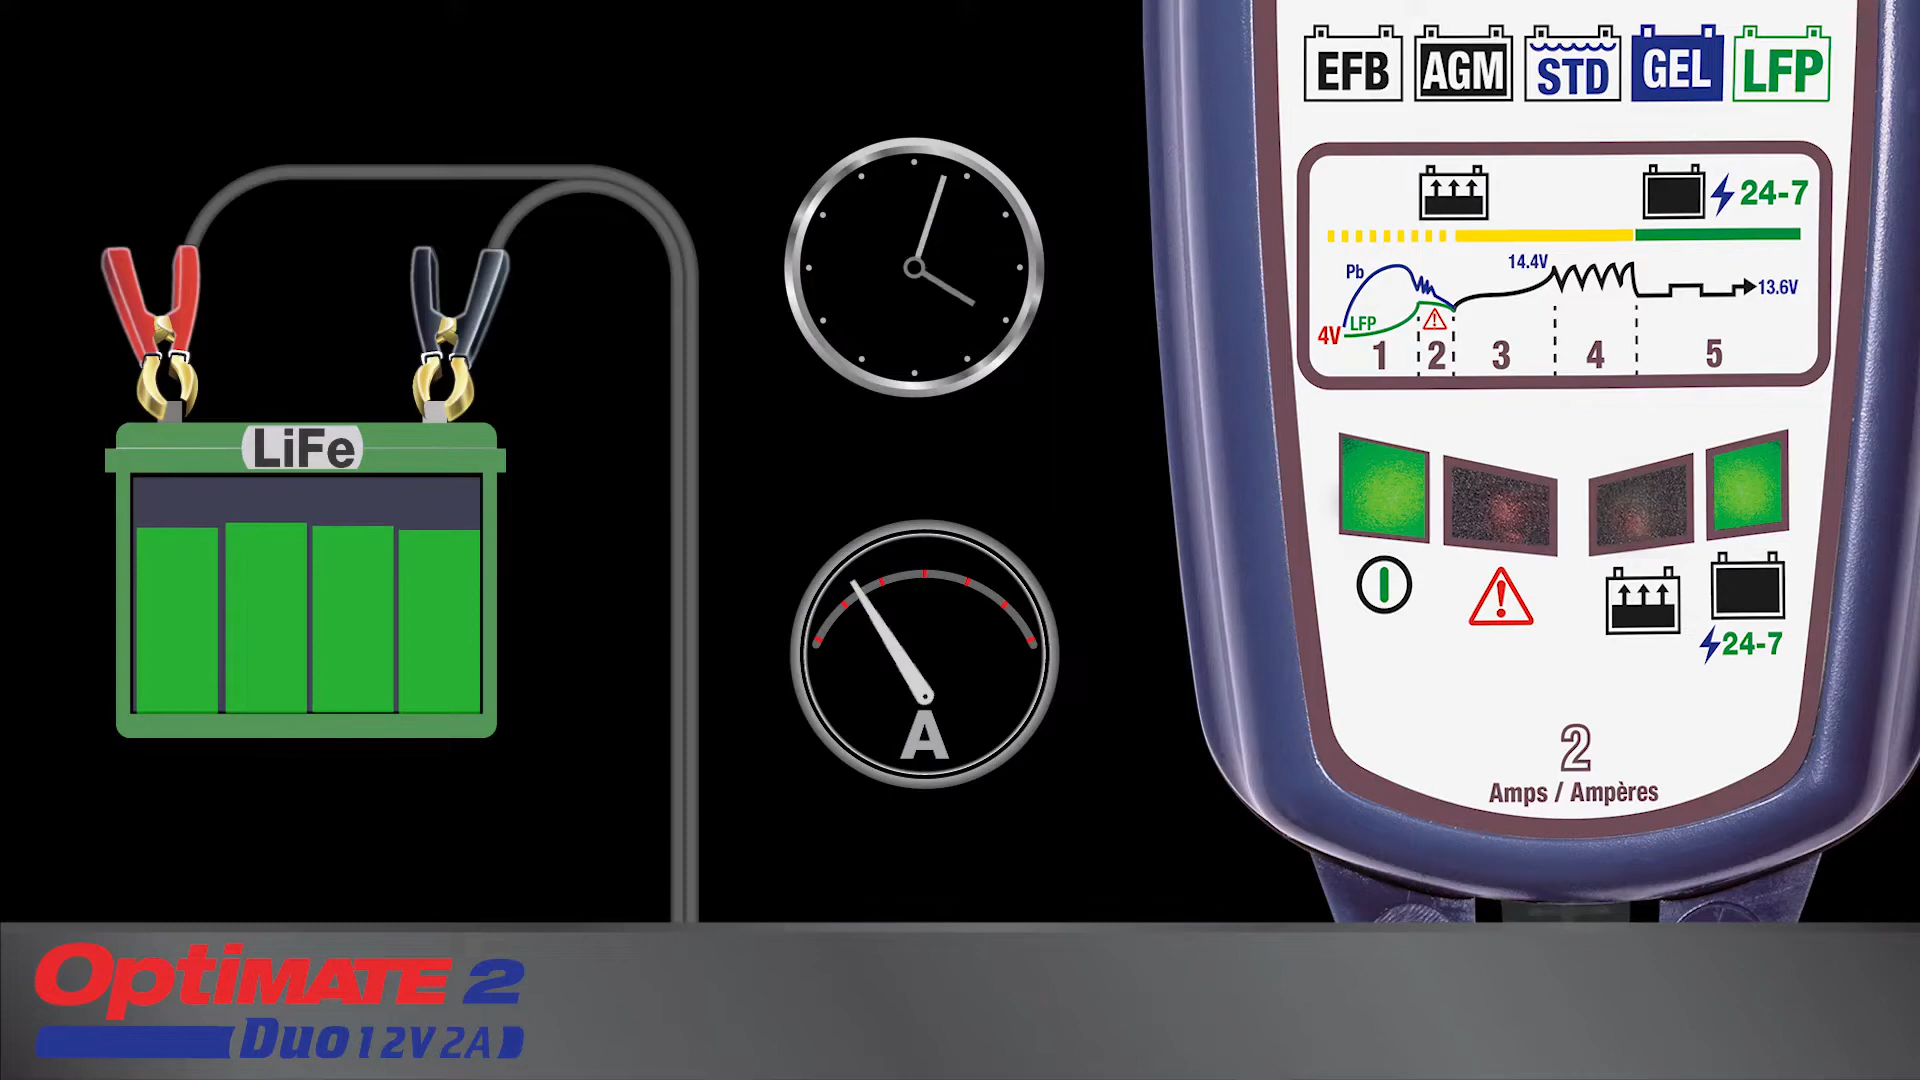 EFB AGM STD GEL LFP
24-7
Pb 14.4V 13.6V
4V LFP
1 2 3 4 5
LiFe
A
24-7
2
Amps / Ampères
OptiMATE 2
Duo 12V 2A